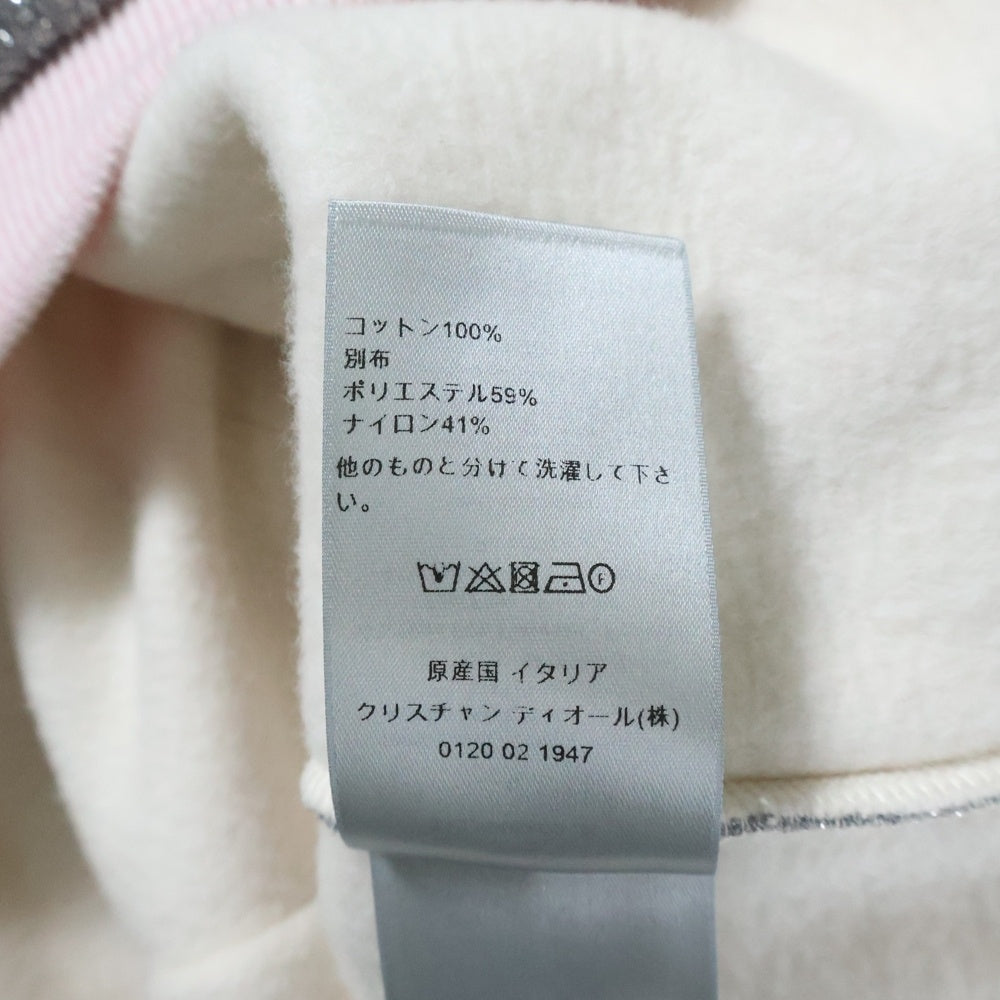 コットン100%
別布
ポリエステル59%
ナイロン41%
他のものと分けて洗濯して下さ
い。
F
原産国 イタリア
クリスチャン ディオール(株)
0120 02 1947